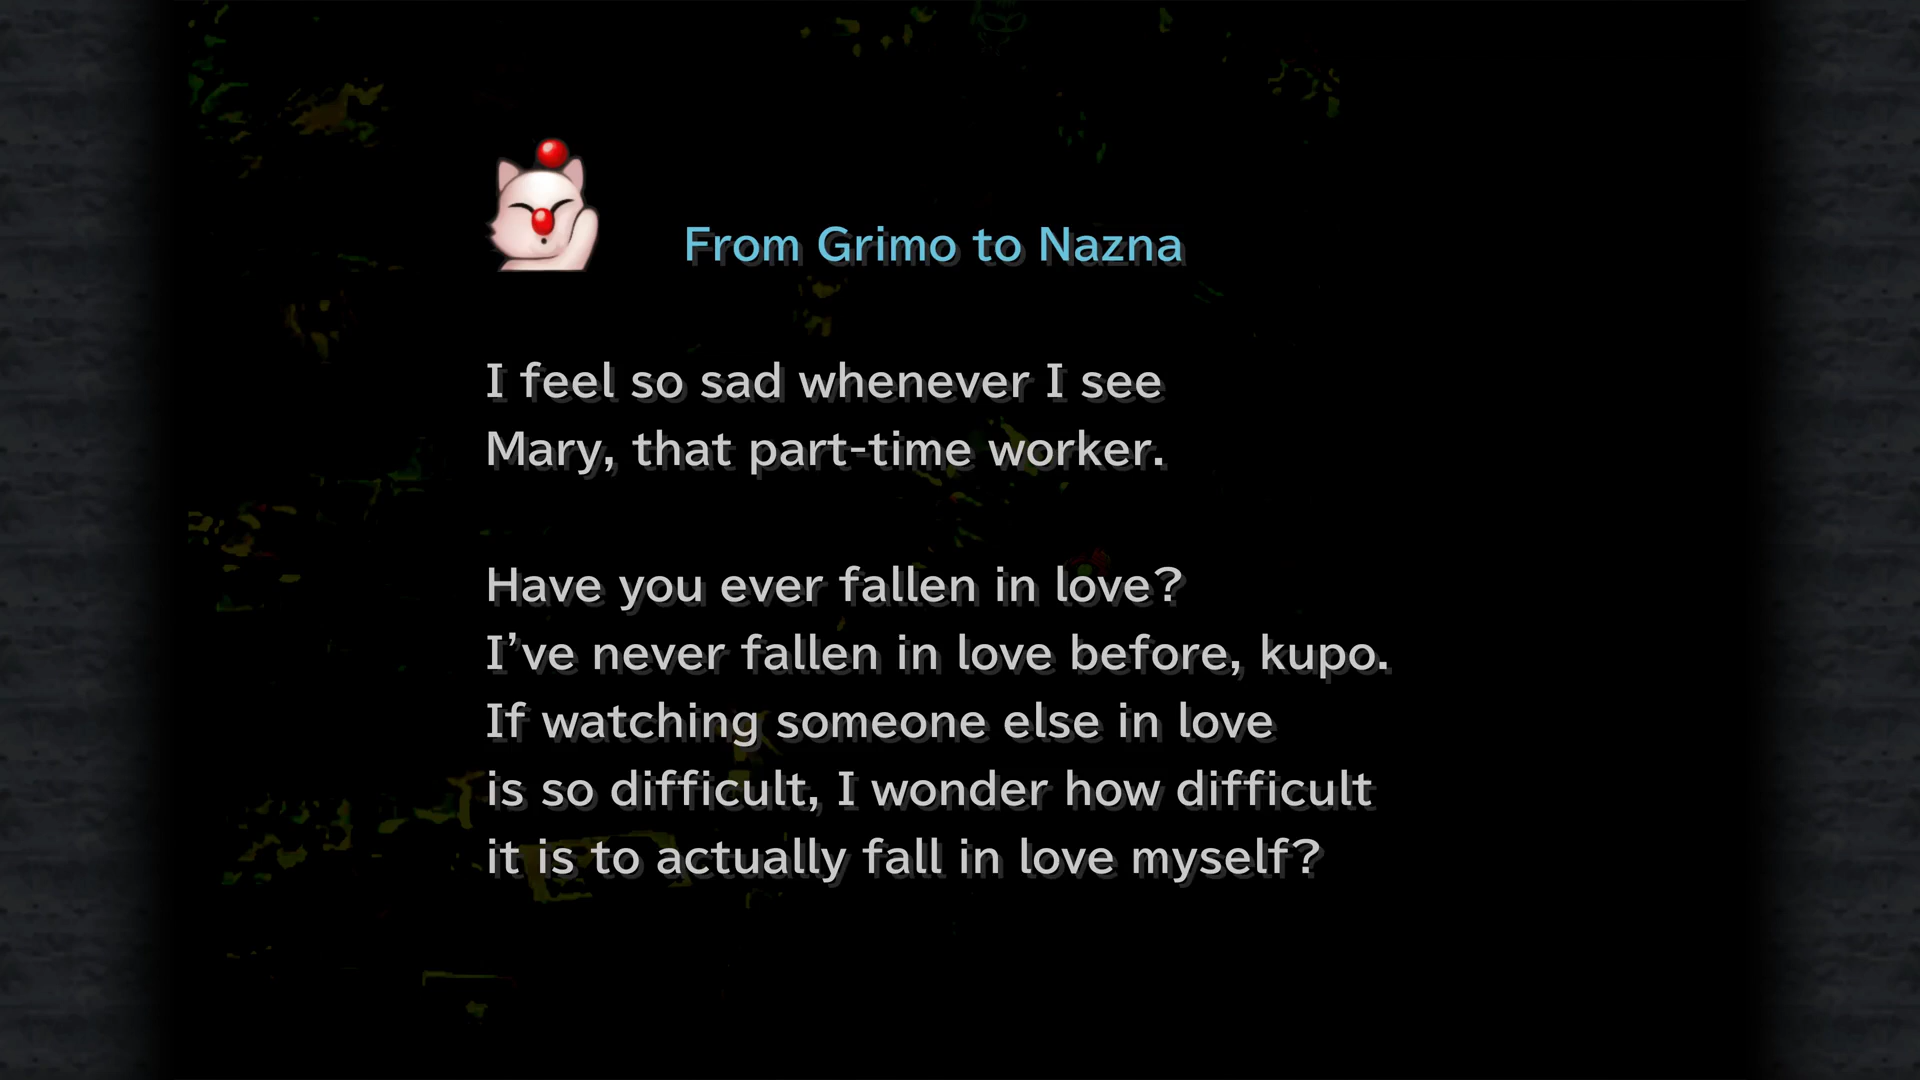 From Grimo to Nazna
I feel so sad whenever I see
Mary, that part-time worker.
Have you ever fallen in love?
I've never fallen in love before, kupo.
If watching someone else in love
is so difficult, I wonder how difficult
it is to actually fall in love myself?